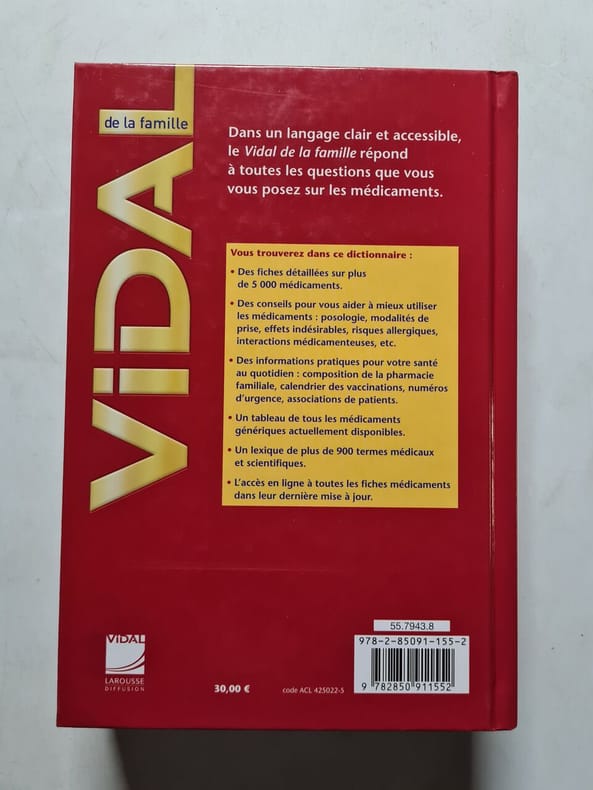 de la famille
ViDAL
Dans un langage clair et accessible,
le Vidal de la famille répond
à toutes les questions que vous
vous posez sur les médicaments.
Vous trouverez dans ce dictionnaire :
• Des fiches détaillées sur plus
de 5 000 médicaments.
• Des conseils pour vous aider à mieux utiliser
les médicaments : posologie, modalités de
prise, effets indésirables, risques allergiques,
interactions médicamenteuses, etc.
• Des informations pratiques pour votre santé
au quotidien : composition de la pharmacie
familiale, calendrier des vaccinations, numéros
d'urgence, associations de patients.
• Un tableau de tous les médicaments
génériques actuellement disponibles.
• Un lexique de plus de 900 termes médicaux
et scientifiques.
• L'accès en ligne à toutes les fiches médicaments
dans leur dernière mise à jour.
55.7943.8
978-2-85091-155-2
9 782850 911552
VIDAL
LAROUSSE
DIFFUSION
30,00 €
code ACL 425022-5